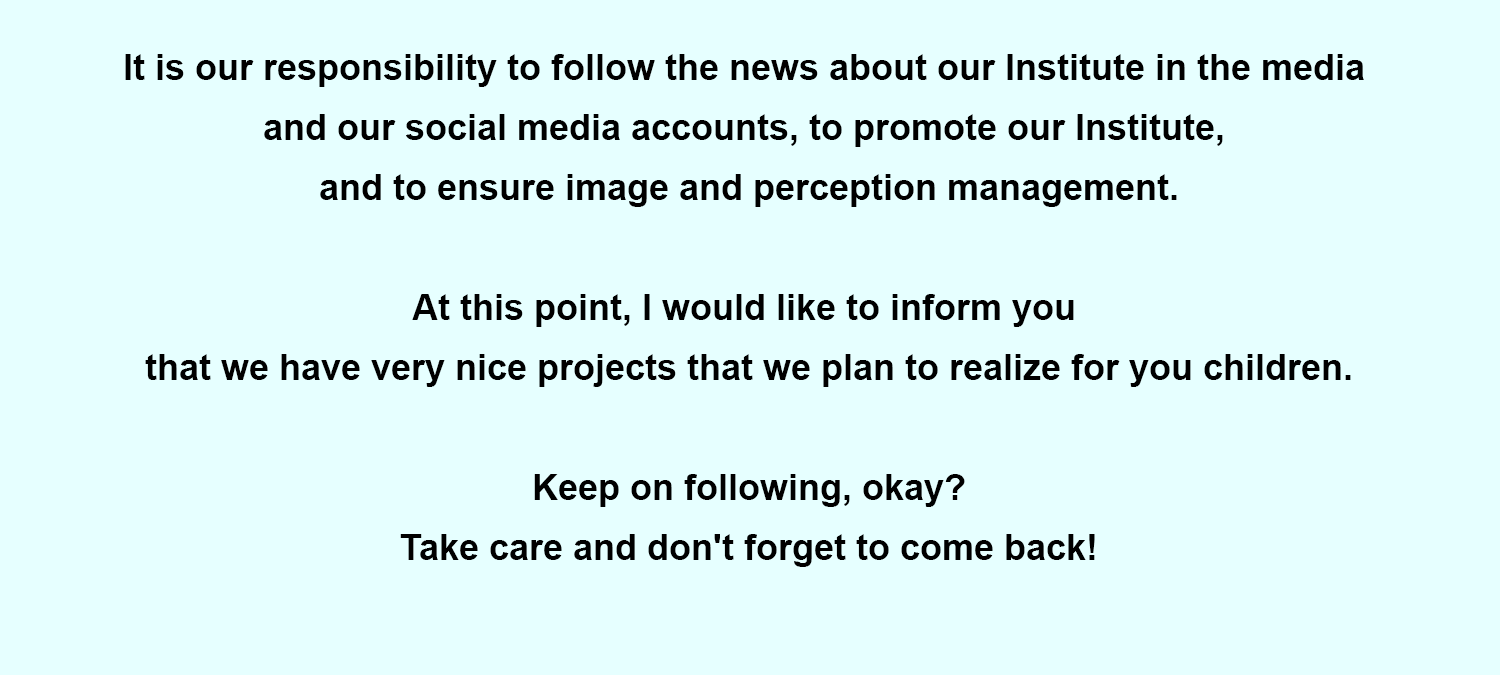 It is our responsibility to follow the news about our Institute in the media
and our social media accounts, to promote our Institute,
and to ensure image and perception management.
At this point, I would like to inform you
that we have very nice projects that we plan to realize for you children.
Keep on following, okay?
Take care and don't forget to come back!